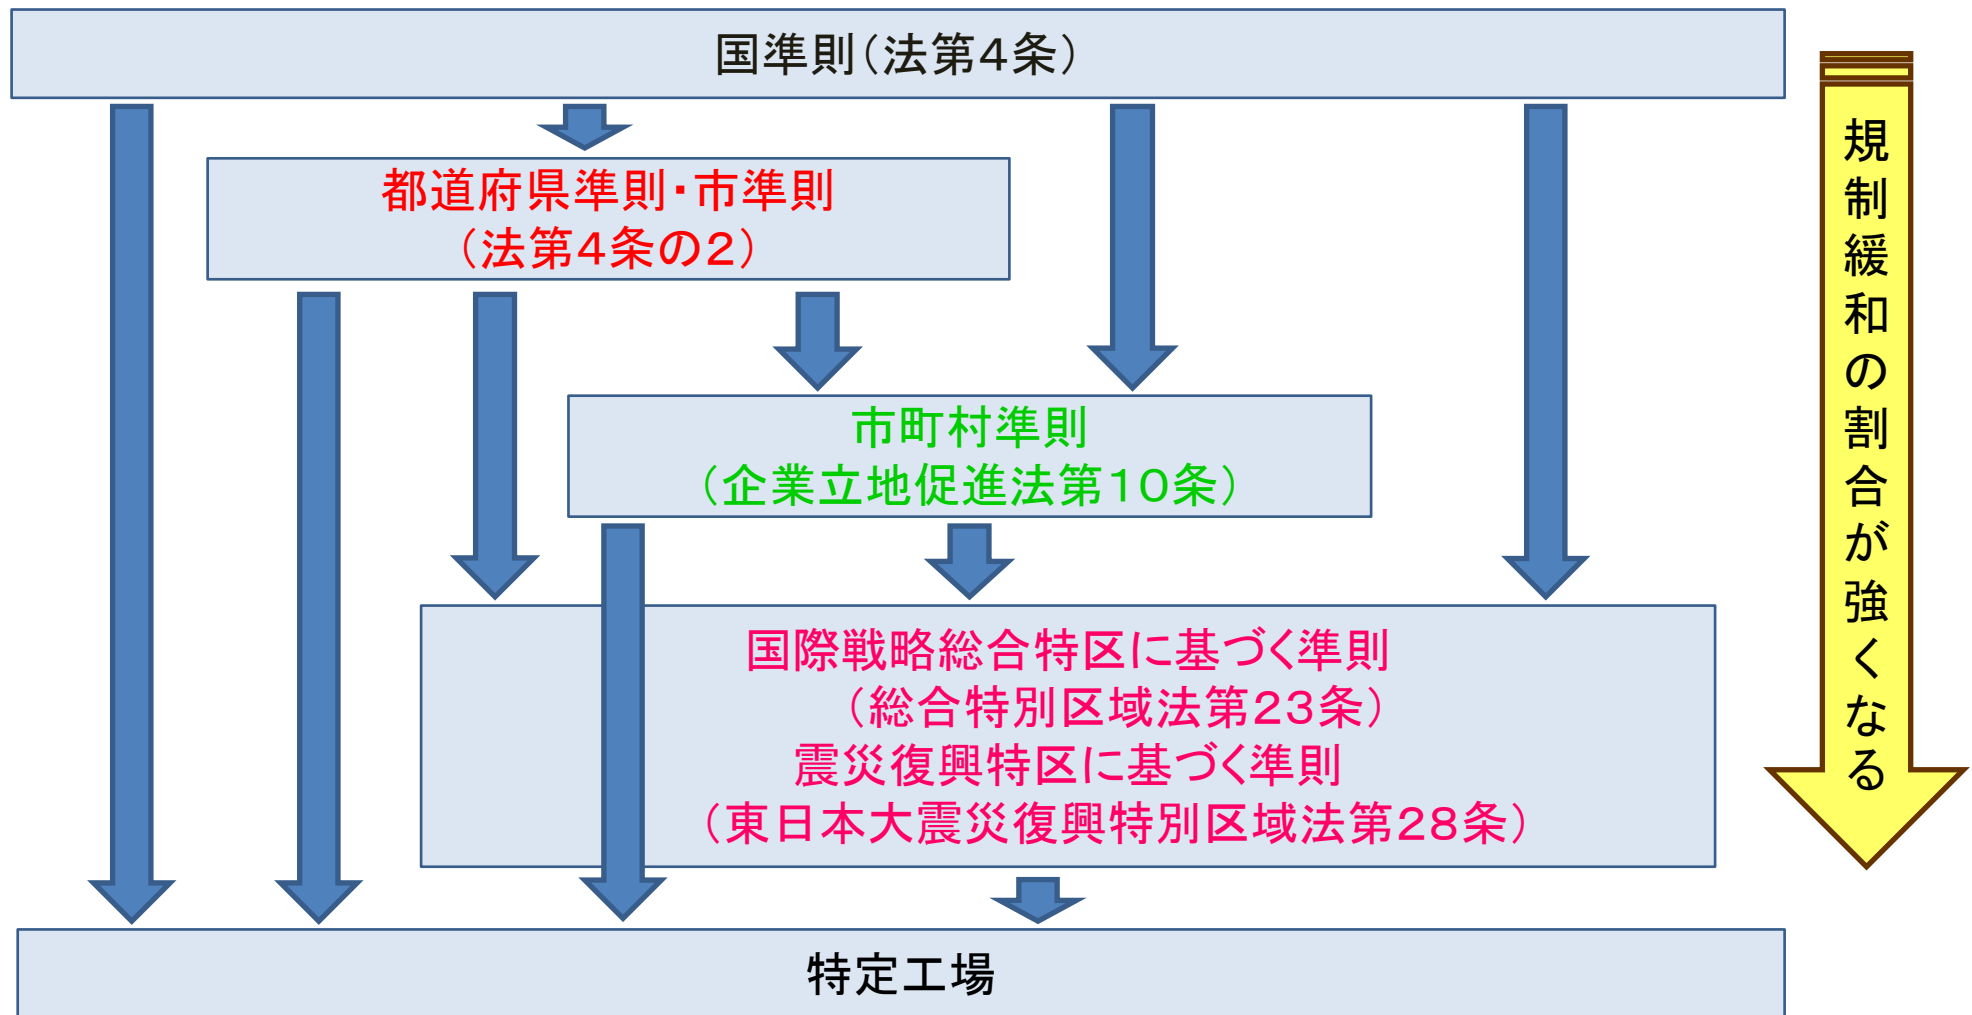 国準則（法第４条）
都道府県準則・市準則
（法第４条の２）
市町村準則
（企業立地促進法第１０条）
国際戦略総合特区に基づく準則
（総合特別区域法第２３条）
震災復興特区に基づく準則
（東日本大震災復興特別区域法第２８条）
特定工場
規制緩和の割合が強くなる